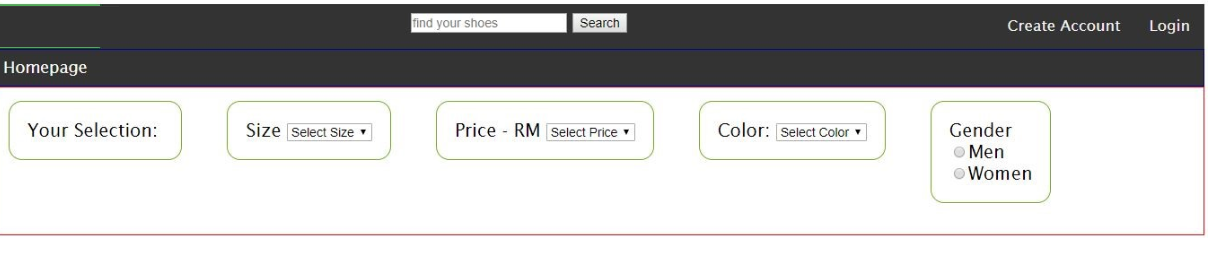 find your shoes Search Create Account Login
Homepage
Your Selection: Size Select Size Price - RM Select Price Color: Select Color Gender
Men
Women